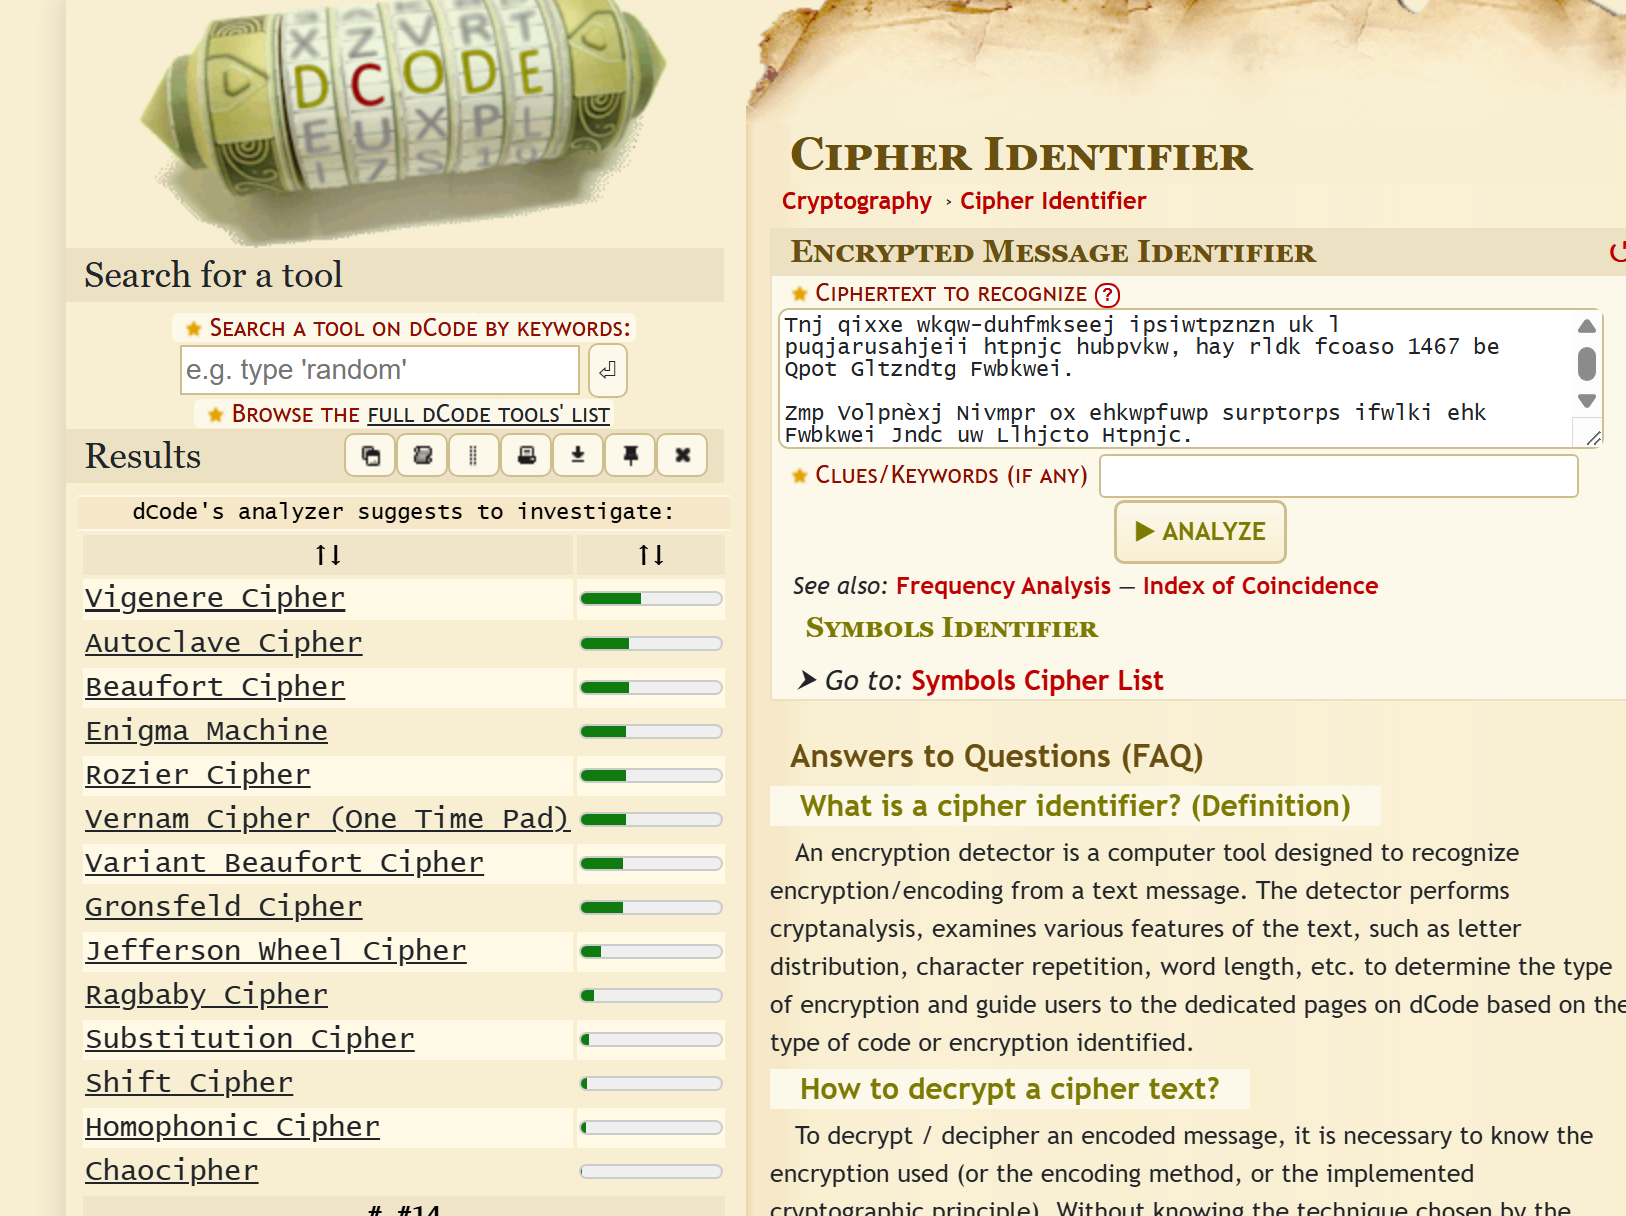 X Z V R T
D C O D E
E U X P L
I 7 S 1 0
Search for a tool
Search a tool on dCode by keywords:
e.g. type 'random'
Browse the full dCode tools' list
Results
dCode's analyzer suggests to investigate:
↑↓ ↑↓
Vigenere Cipher
Autoclave Cipher
Beaufort Cipher
Enigma Machine
Rozier Cipher
Vernam Cipher (One Time Pad)
Variant Beaufort Cipher
Gronsfeld Cipher
Jefferson Wheel Cipher
Ragbaby Cipher
Substitution Cipher
Shift Cipher
Homophonic Cipher
Chaocipher
# #14
Cipher Identifier
Cryptography › Cipher Identifier
Encrypted Message Identifier
Ciphertext to recognize ?
Tnj qixxe wkqw-duhfmkseej ipsiwtpznzn uk l
puqjarusahjeii htpnjc hubpvkw, hay rldk fcoaso 1467 be
Qpot Gltzndtg Fwbkwei.
Zmp Volpnèxj Nivmpr ox ehkwpfuwp surptorps ifwlki ehk
Fwbkwei Jndc uw Llhjcto Htpnjc.
Clues/Keywords (if any)
▶ ANALYZE
See also: Frequency Analysis — Index of Coincidence
Symbols Identifier
➤ Go to: Symbols Cipher List
Answers to Questions (FAQ)
What is a cipher identifier? (Definition)
An encryption detector is a computer tool designed to recognize
encryption/encoding from a text message. The detector performs
cryptanalysis, examines various features of the text, such as letter
distribution, character repetition, word length, etc. to determine the type
of encryption and guide users to the dedicated pages on dCode based on the
type of code or encryption identified.
How to decrypt a cipher text?
To decrypt / decipher an encoded message, it is necessary to know the
encryption used (or the encoding method, or the implemented
cryptographic principle). Without knowing the technique chosen by the